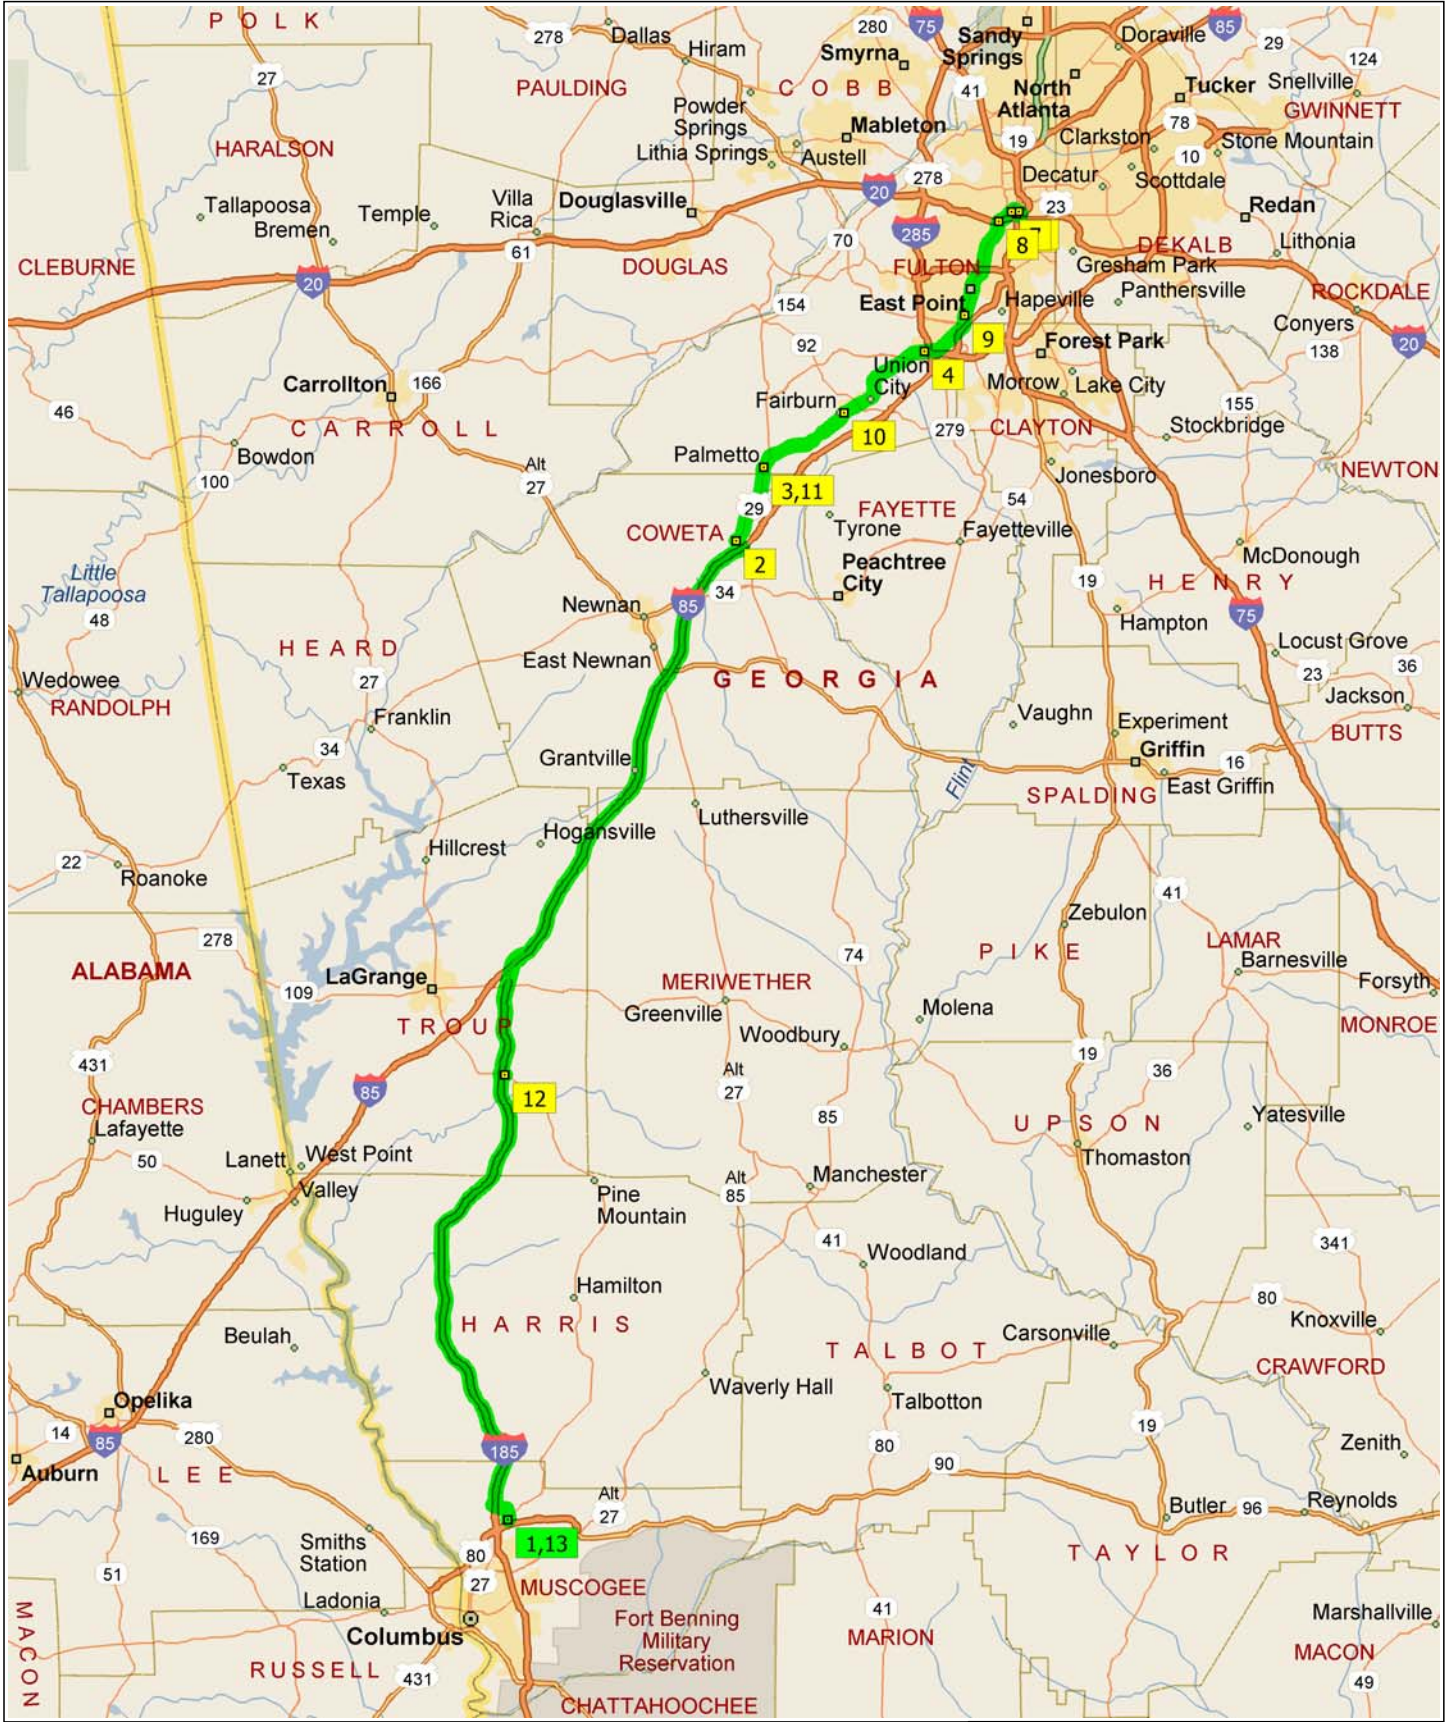 POLK
278
Dallas
Hiram
280
75
Sandy
Springs
Doraville
85
29
124
Smyrna
27
PAULDING
COBB
41
North
Atlanta
Tucker
Snellville
GWINNETT
Powder
Springs
Mableton
19
Clarkston
78
Stone Mountain
HARALSON
Lithia Springs
Austell
10
278
Decatur
Scottdale
20
Tallapoosa
Temple
Villa
Rica
Douglasville
23
Redan
Bremen
285
7
8
70
DEKALB
Lithonia
61
CLEBURNE
20
DOUGLAS
FULTON
Gresham Park
Panthersville
ROCKDALE
154
East Point
Hapeville
Conyers
92
9
Forest Park
138
20
Union
City
4
Morrow
Lake City
Carrollton
166
Fairburn
155
46
CARROLL
10
279
CLAYTON
Stockbridge
Bowdon
Palmetto
Alt
27
NEWTON
100
3,11
Jonesboro
54
29
FAYETTE
COWETA
Tyrone
Fayetteville
2
Peachtree
City
McDonough
Little
Tallapoosa
19
HENRY
34
48
Newnan
85
75
Hampton
HEARD
East Newnan
Locust Grove
36
Wedowee
27
GEORGIA
23
Jackson
RANDOLPH
Franklin
Vaughn
Experiment
BUTTS
34
Grantville
Griffin
16
Texas
Flint
East Griffin
SPALDING
Luthersville
Hogansville
Hillcrest
22
Roanoke
41
Zebulon
278
PIKE
LAMAR
74
Barnesville
ALABAMA
LaGrange
MERIWETHER
Forsyth
109
Greenville
Molena
TROUP
Woodbury
MONROE
431
19
36
85
Alt
27
12
CHAMBERS
85
Yatesville
Lafayette
UPSON
50
Lanett
West Point
Thomaston
Valley
Alt
85
Manchester
Huguley
Pine
Mountain
41
Woodland
341
Hamilton
80
HARRIS
Knoxville
Beulah
Carsonville
TALBOT
CRAWFORD
Waverly Hall
Opelika
Talbotton
14
85
280
19
Zenith
185
80
Auburn
LEE
90
Alt
27
Butler
96
Reynolds
169
Smiths
Station
1,13
80
TAYLOR
51
27
MUSCOGEE
Ladonia
MACON
Fort Benning
Military
Reservation
41
Marshallville
Columbus
MARION
MACON
RUSSELL
431
49
CHATTAHOOCHEE